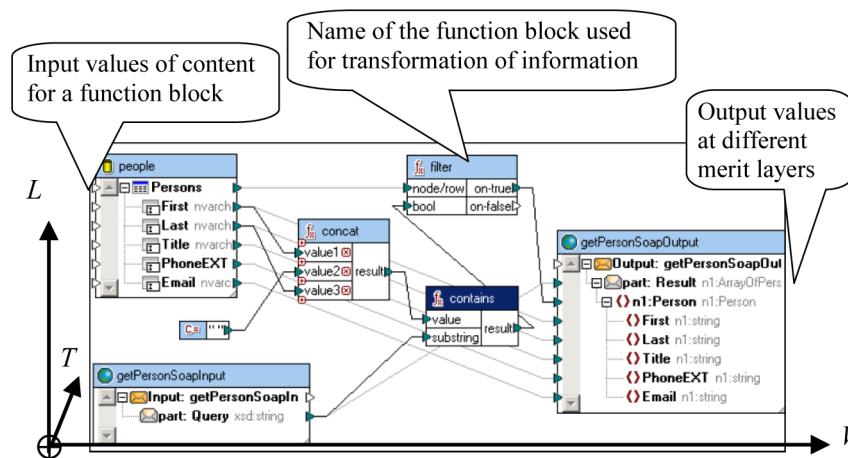 Name of the function block used
for transformation of information
Input values of content
for a function block
Output values
at different
merit layers
L
T
people
Persons
First nvarch
Last nvarch
Title nvarch
PhoneEXT
Email nvarc
concat
value1
value2
value3
result
C= " "
filter
node/row on-true
bool on-false
contains
value
substring
result
getPersonSoapInput
Input: getPersonSoapIn
part: Query xsd:string
getPersonSoapOutput
Output: getPersonSoapOut
part: Result n1:ArrayOfPers
n1:Person n1:Person
First n1:string
Last n1:string
Title n1:string
PhoneEXT n1:string
Email n1:string